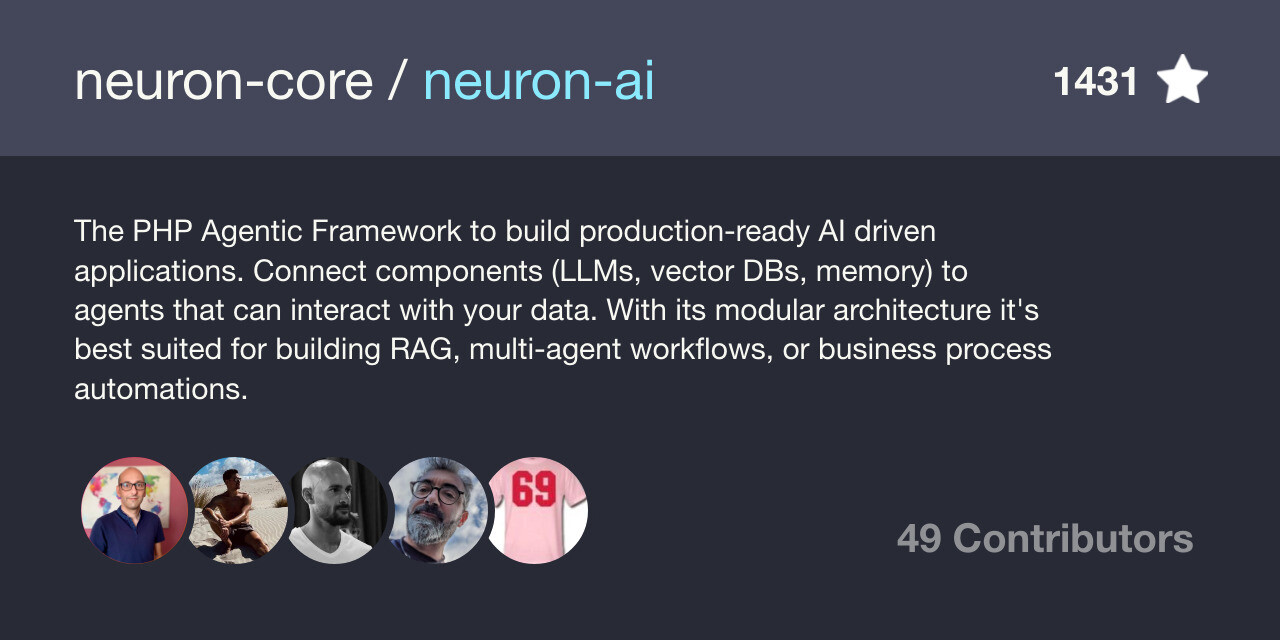 neuron-core / neuron-ai
1431
The PHP Agentic Framework to build production-ready AI driven
applications. Connect components (LLMs, vector DBs, memory) to
agents that can interact with your data. With its modular architecture it's
best suited for building RAG, multi-agent workflows, or business process
automations.
69
49 Contributors